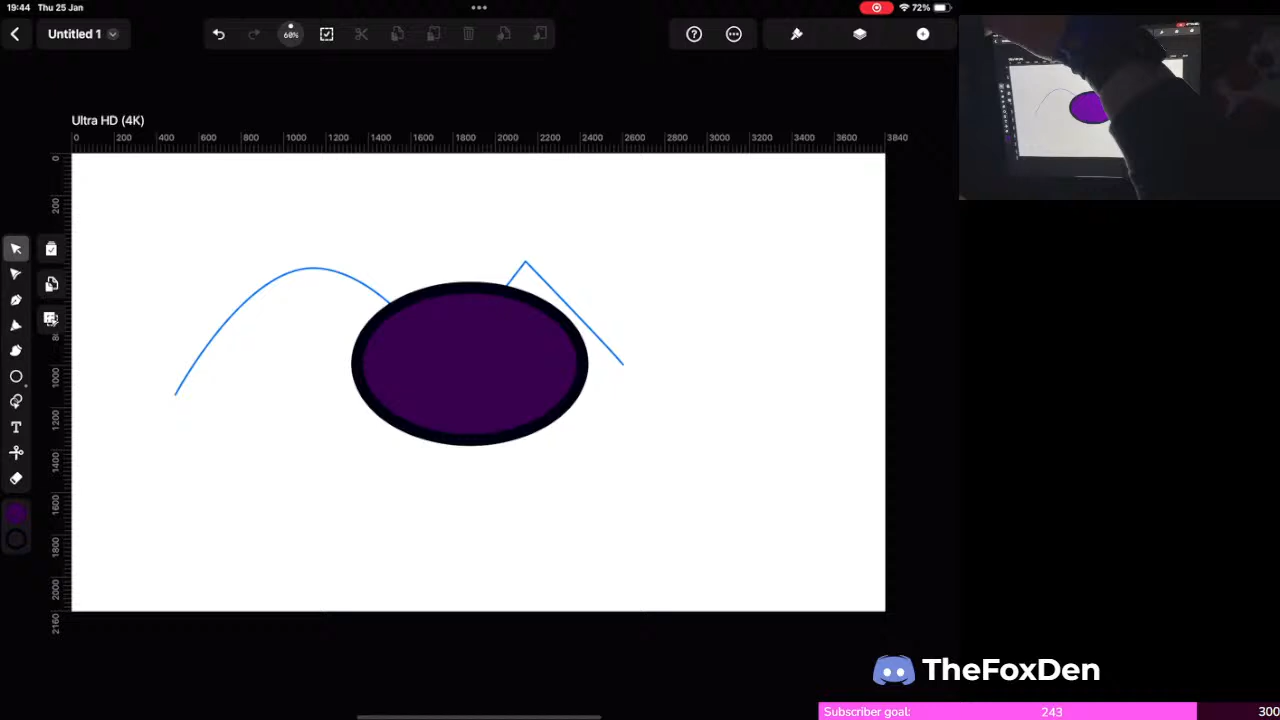 19:44 Thu 25 Jan
72%
Untitled 1
60%
Ultra HD (4K)
0 200 400 600 800 1000 1200 1400 1600 1800 2000 2200 2400 2600 2800 3000 3200 3400 3600 3840
0
200
8
1000
1200
1400
1600
1800
2000
2160
T
TheFoxDen
Subscriber goal: 243 300